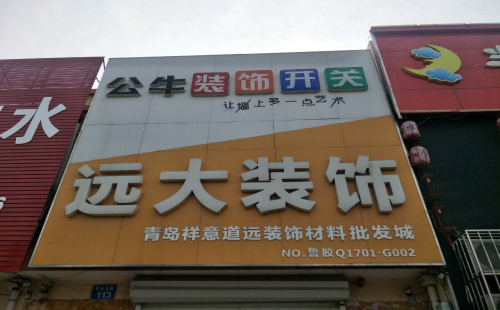 公牛装饰开关
让墙上多一点艺术
远大装饰
青岛祥意道远装饰材料批发城
NO.鲁胶Q1701-G002
水
113